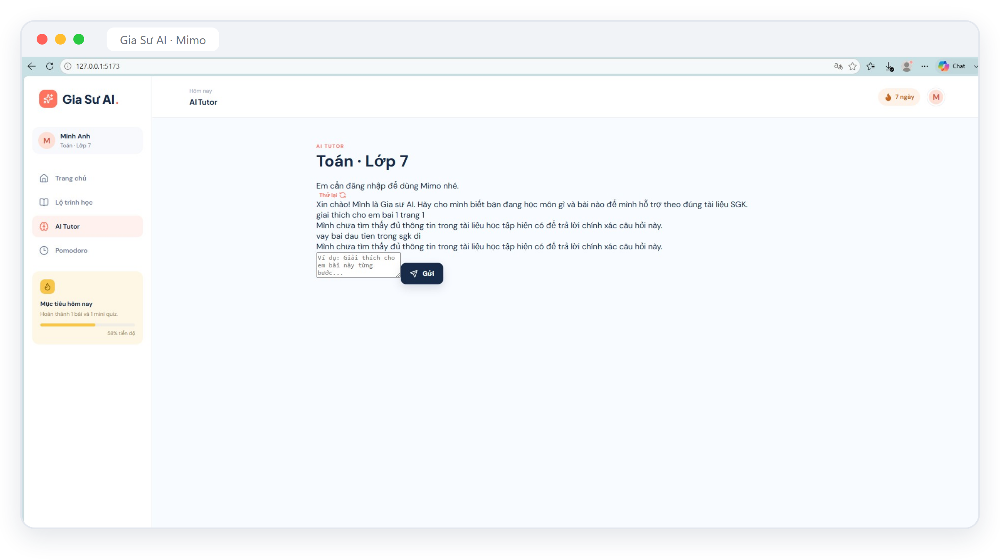 Gia Sư AI · Mimo
127.0.0.1:5173
aあ
Chat
Gia Sư AI.
Hôm nay
AI Tutor
7 ngày
M
M
Minh Anh
Toán · Lớp 7
Trang chủ
Lộ trình học
AI Tutor
Pomodoro
Mục tiêu hôm nay
Hoàn thành 1 bài và 1 mini quiz.
58% tiến độ
AI TUTOR
Toán · Lớp 7
Em cần đăng nhập để dùng Mimo nhé.
Thử lại
Xin chào! Mình là Gia sư AI. Hãy cho mình biết bạn đang học môn gì và bài nào để mình hỗ trợ theo đúng tài liệu SGK.
giai thich cho em bai 1 trang 1
Mình chưa tìm thấy đủ thông tin trong tài liệu học tập hiện có để trả lời chính xác câu hỏi này.
vay bai dau tien trong sgk di
Mình chưa tìm thấy đủ thông tin trong tài liệu học tập hiện có để trả lời chính xác câu hỏi này.
Ví dụ: Giải thích cho
em bài này từng
bước...
Gửi